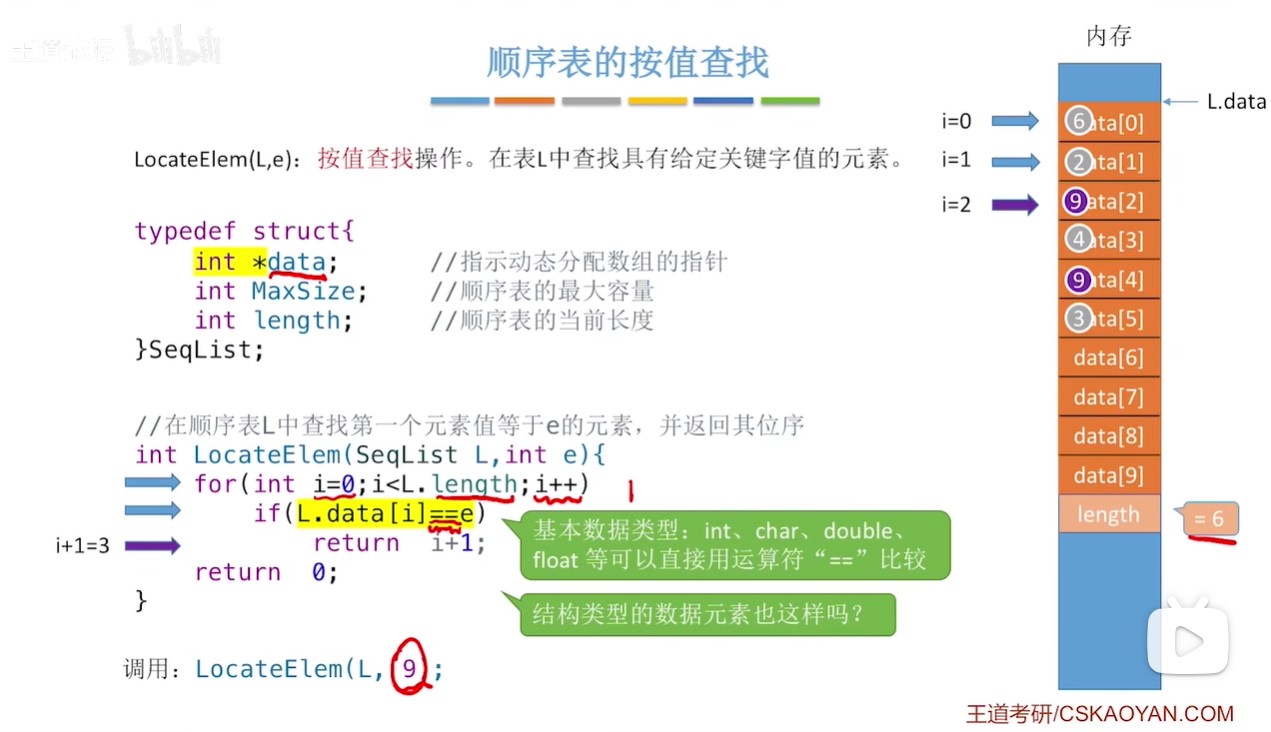 王道考研 bilibili
顺序表的按值查找
内存
L.data
LocateElem(L,e)：按值查找操作。在表L中查找具有给定关键字值的元素。
typedef struct{
int *data; //指示动态分配数组的指针
int MaxSize; //顺序表的最大容量
int length; //顺序表的当前长度
}SeqList;
//在顺序表L中查找第一个元素值等于e的元素，并返回其位序
int LocateElem(SeqList L,int e){
for(int i=0;i<L.length;i++)
if(L.data[i]==e)
i+1=3
return i+1;
return 0;
}
基本数据类型：int、char、double、
float 等可以直接用运算符“==”比较
结构类型的数据元素也这样吗？
调用：LocateElem(L, 9 ;
i=0
6 ata[0]
i=1
2 ata[1]
i=2
9 ata[2]
4 ata[3]
9 ata[4]
3 ata[5]
data[6]
data[7]
data[8]
data[9]
length
= 6
王道考研/CSKAOYAN.COM